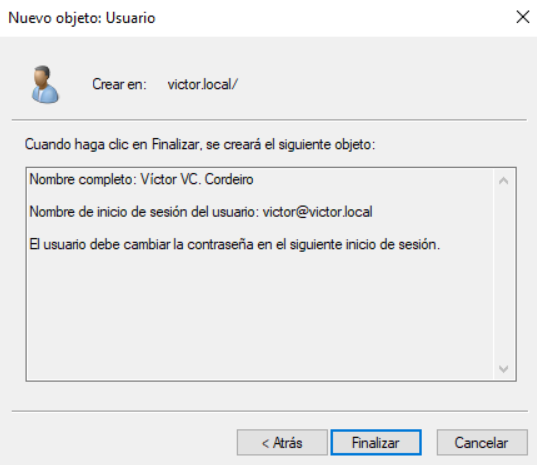 Nuevo objeto: Usuario
Crear en: victor.local/
Cuando haga clic en Finalizar, se creará el siguiente objeto:
Nombre completo: Víctor VC. Cordeiro
Nombre de inicio de sesión del usuario: victor@victor.local
El usuario debe cambiar la contraseña en el siguiente inicio de sesión.
< Atrás Finalizar Cancelar